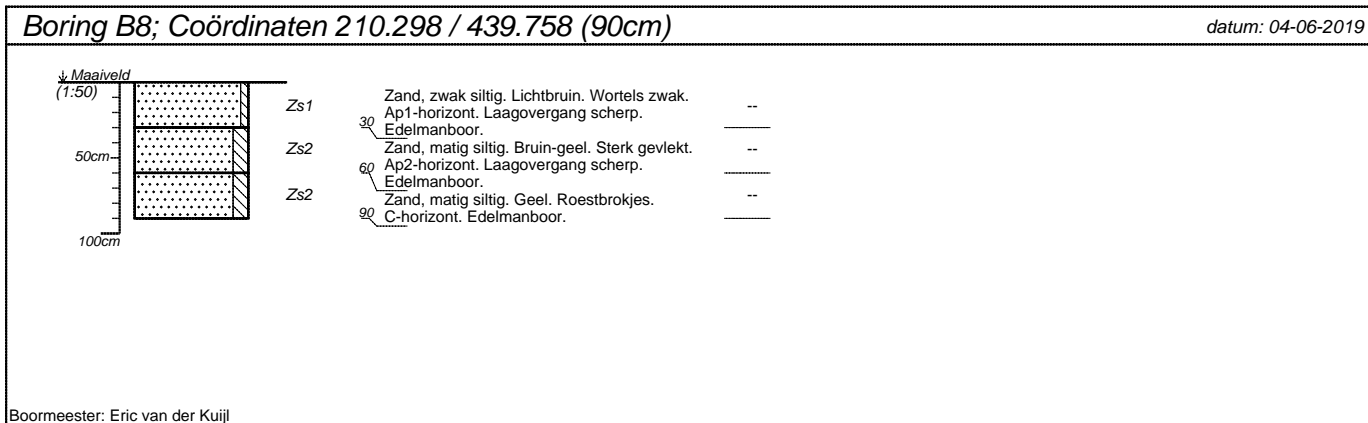 Boring B8; Coördinaten 210.298 / 439.758 (90cm)
datum: 04-06-2019
Maaiveld
(1:50)
Zs1
Zand, zwak siltig. Lichtbruin. Wortels zwak.
Ap1-horizont. Laagovergang scherp.
Edelmanboor.
30
--
50cm
Zs2
Zand, matig siltig. Bruin-geel. Sterk gevlekt.
Ap2-horizont. Laagovergang scherp.
Edelmanboor.
60
--
Zs2
Zand, matig siltig. Geel. Roestbrokjes.
C-horizont. Edelmanboor.
90
--
100cm
Boormeester: Eric van der Kuijl